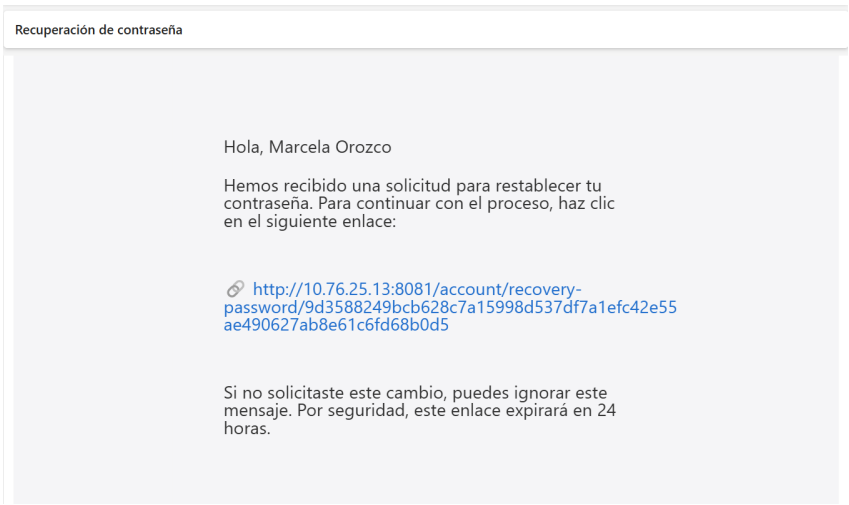 Recuperación de contraseña
Hola, Marcela Orozco
Hemos recibido una solicitud para restablecer tu
contraseña. Para continuar con el proceso, haz clic
en el siguiente enlace:
http://10.76.25.13:8081/account/recovery-
password/9d3588249bcb628c7a15998d537df7a1efc42e55
ae490627ab8e61c6fd68b0d5
Si no solicitaste este cambio, puedes ignorar este
mensaje. Por seguridad, este enlace expirará en 24
horas.